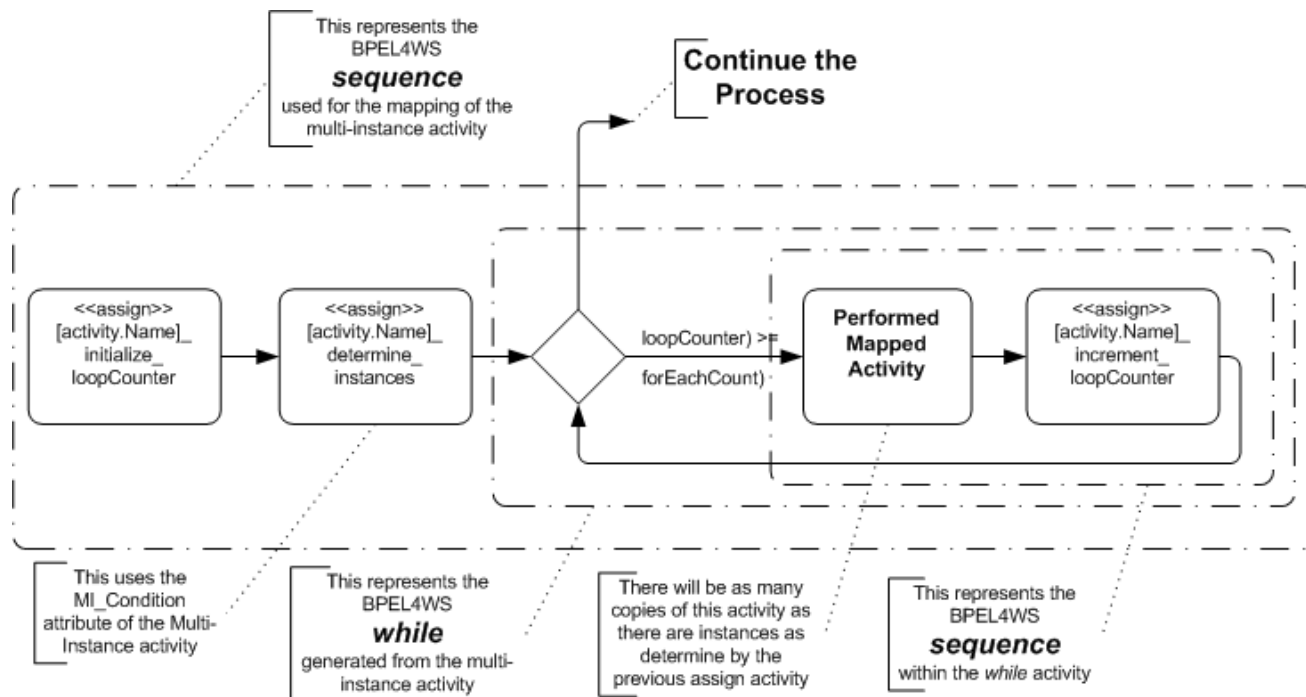 This represents the
BPEL4WS
sequence
used for the mapping of the
multi-instance activity
Continue the
Process
<<assign>>
[activity.Name]_
initialize_
loopCounter
<<assign>>
[activity.Name]_
determine_
instances
loopCounter) >=
forEachCount)
Performed
Mapped
Activity
<<assign>>
[activity.Name]_
increment_
loopCounter
This uses the
MI_Condition
attribute of the Multi-
Instance activity
This represents the
BPEL4WS
while
generated from the multi-
instance activity
There will be as many
copies of this activity as
there are instances as
determine by the
previous assign activity
This represents the
BPEL4WS
sequence
within the while activity